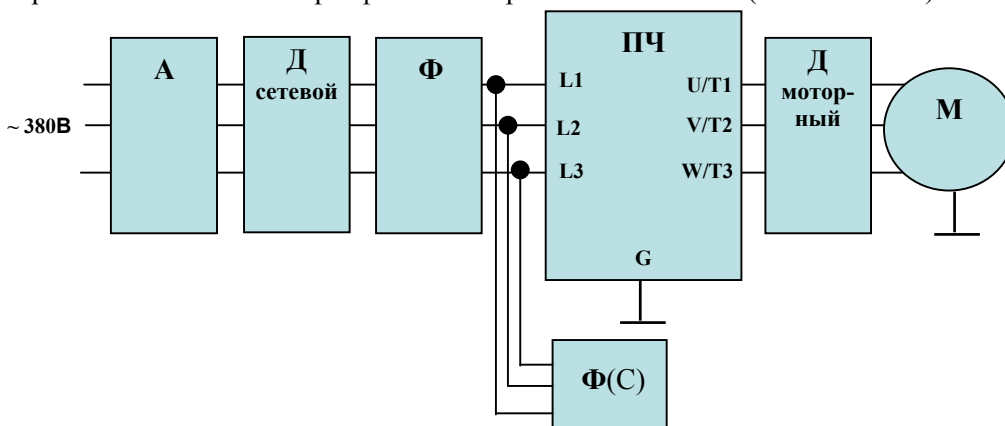 А
Д
сетевой
Ф
ПЧ
L1
L2
L3
U/T1
V/T2
W/T3
G
Д
мотор-
ный
М
~ 380В
Ф(С)